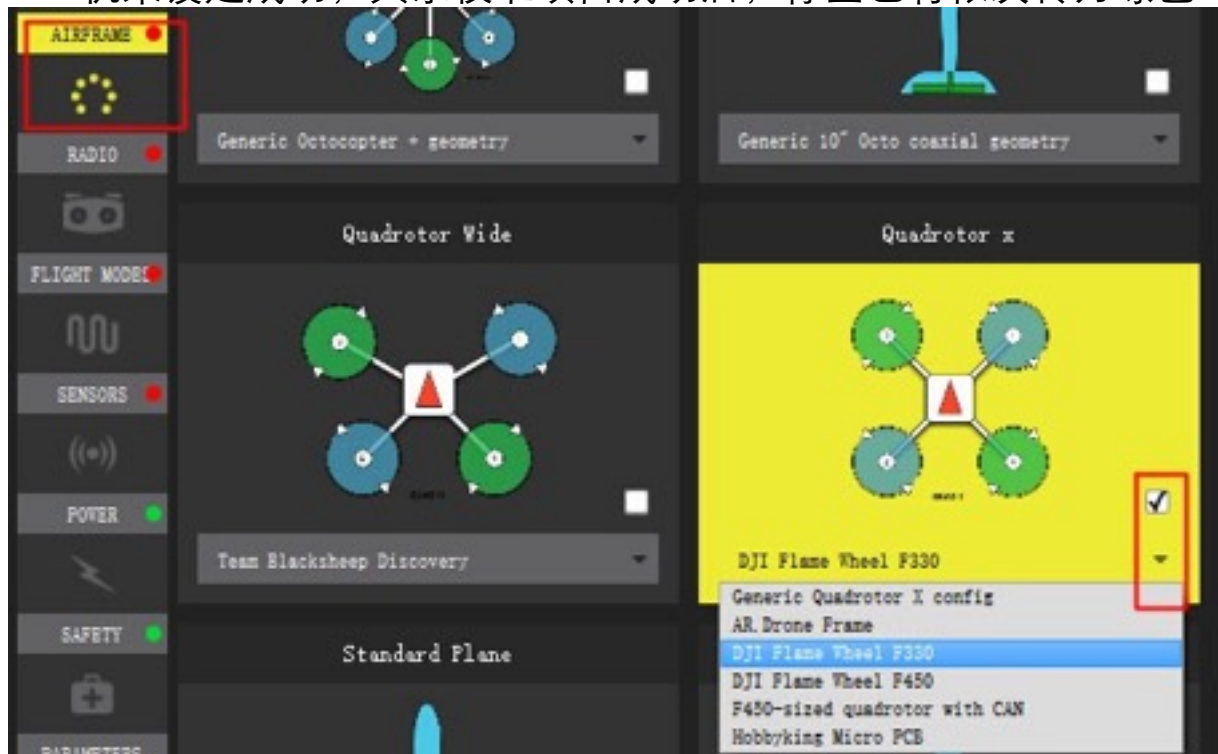 AIRFRAME
Generic Octocopter + geometry
Generic 10" Octo coaxial geometry
RADIO
Quadrotor Wide
Quadrotor x
FLIGHT MODES
SENSORS
POWER
Team Blacksheep Discovery
DJI Flame Wheel F330
Generic Quadrotor X config
AR.Drone Frame
DJI Flame Wheel F330
DJI Flame Wheel F450
F450-sized quadrotor with CAN
Hobbyking Micro PCB
SAFETY
Standard Plane
PARAMETERS